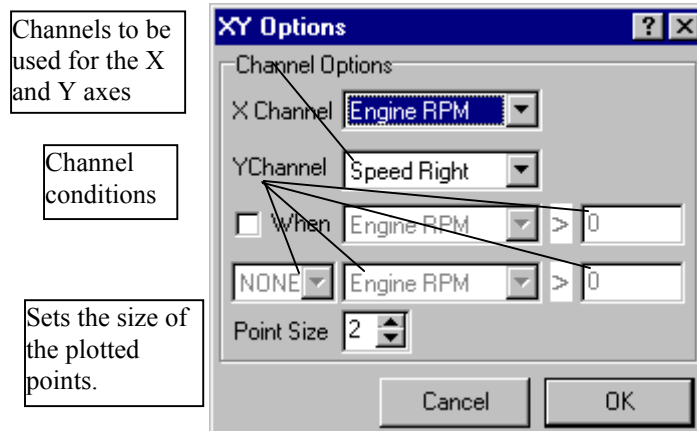 Channels to be
used for the X
and Y axes
XY Options
?
Channel Options
X Channel Engine RPM
YChannel Speed Right
Channel
conditions
When Engine RPM > 0
NONE Engine RPM > 0
Sets the size of
the plotted
points.
Point Size 2
Cancel OK